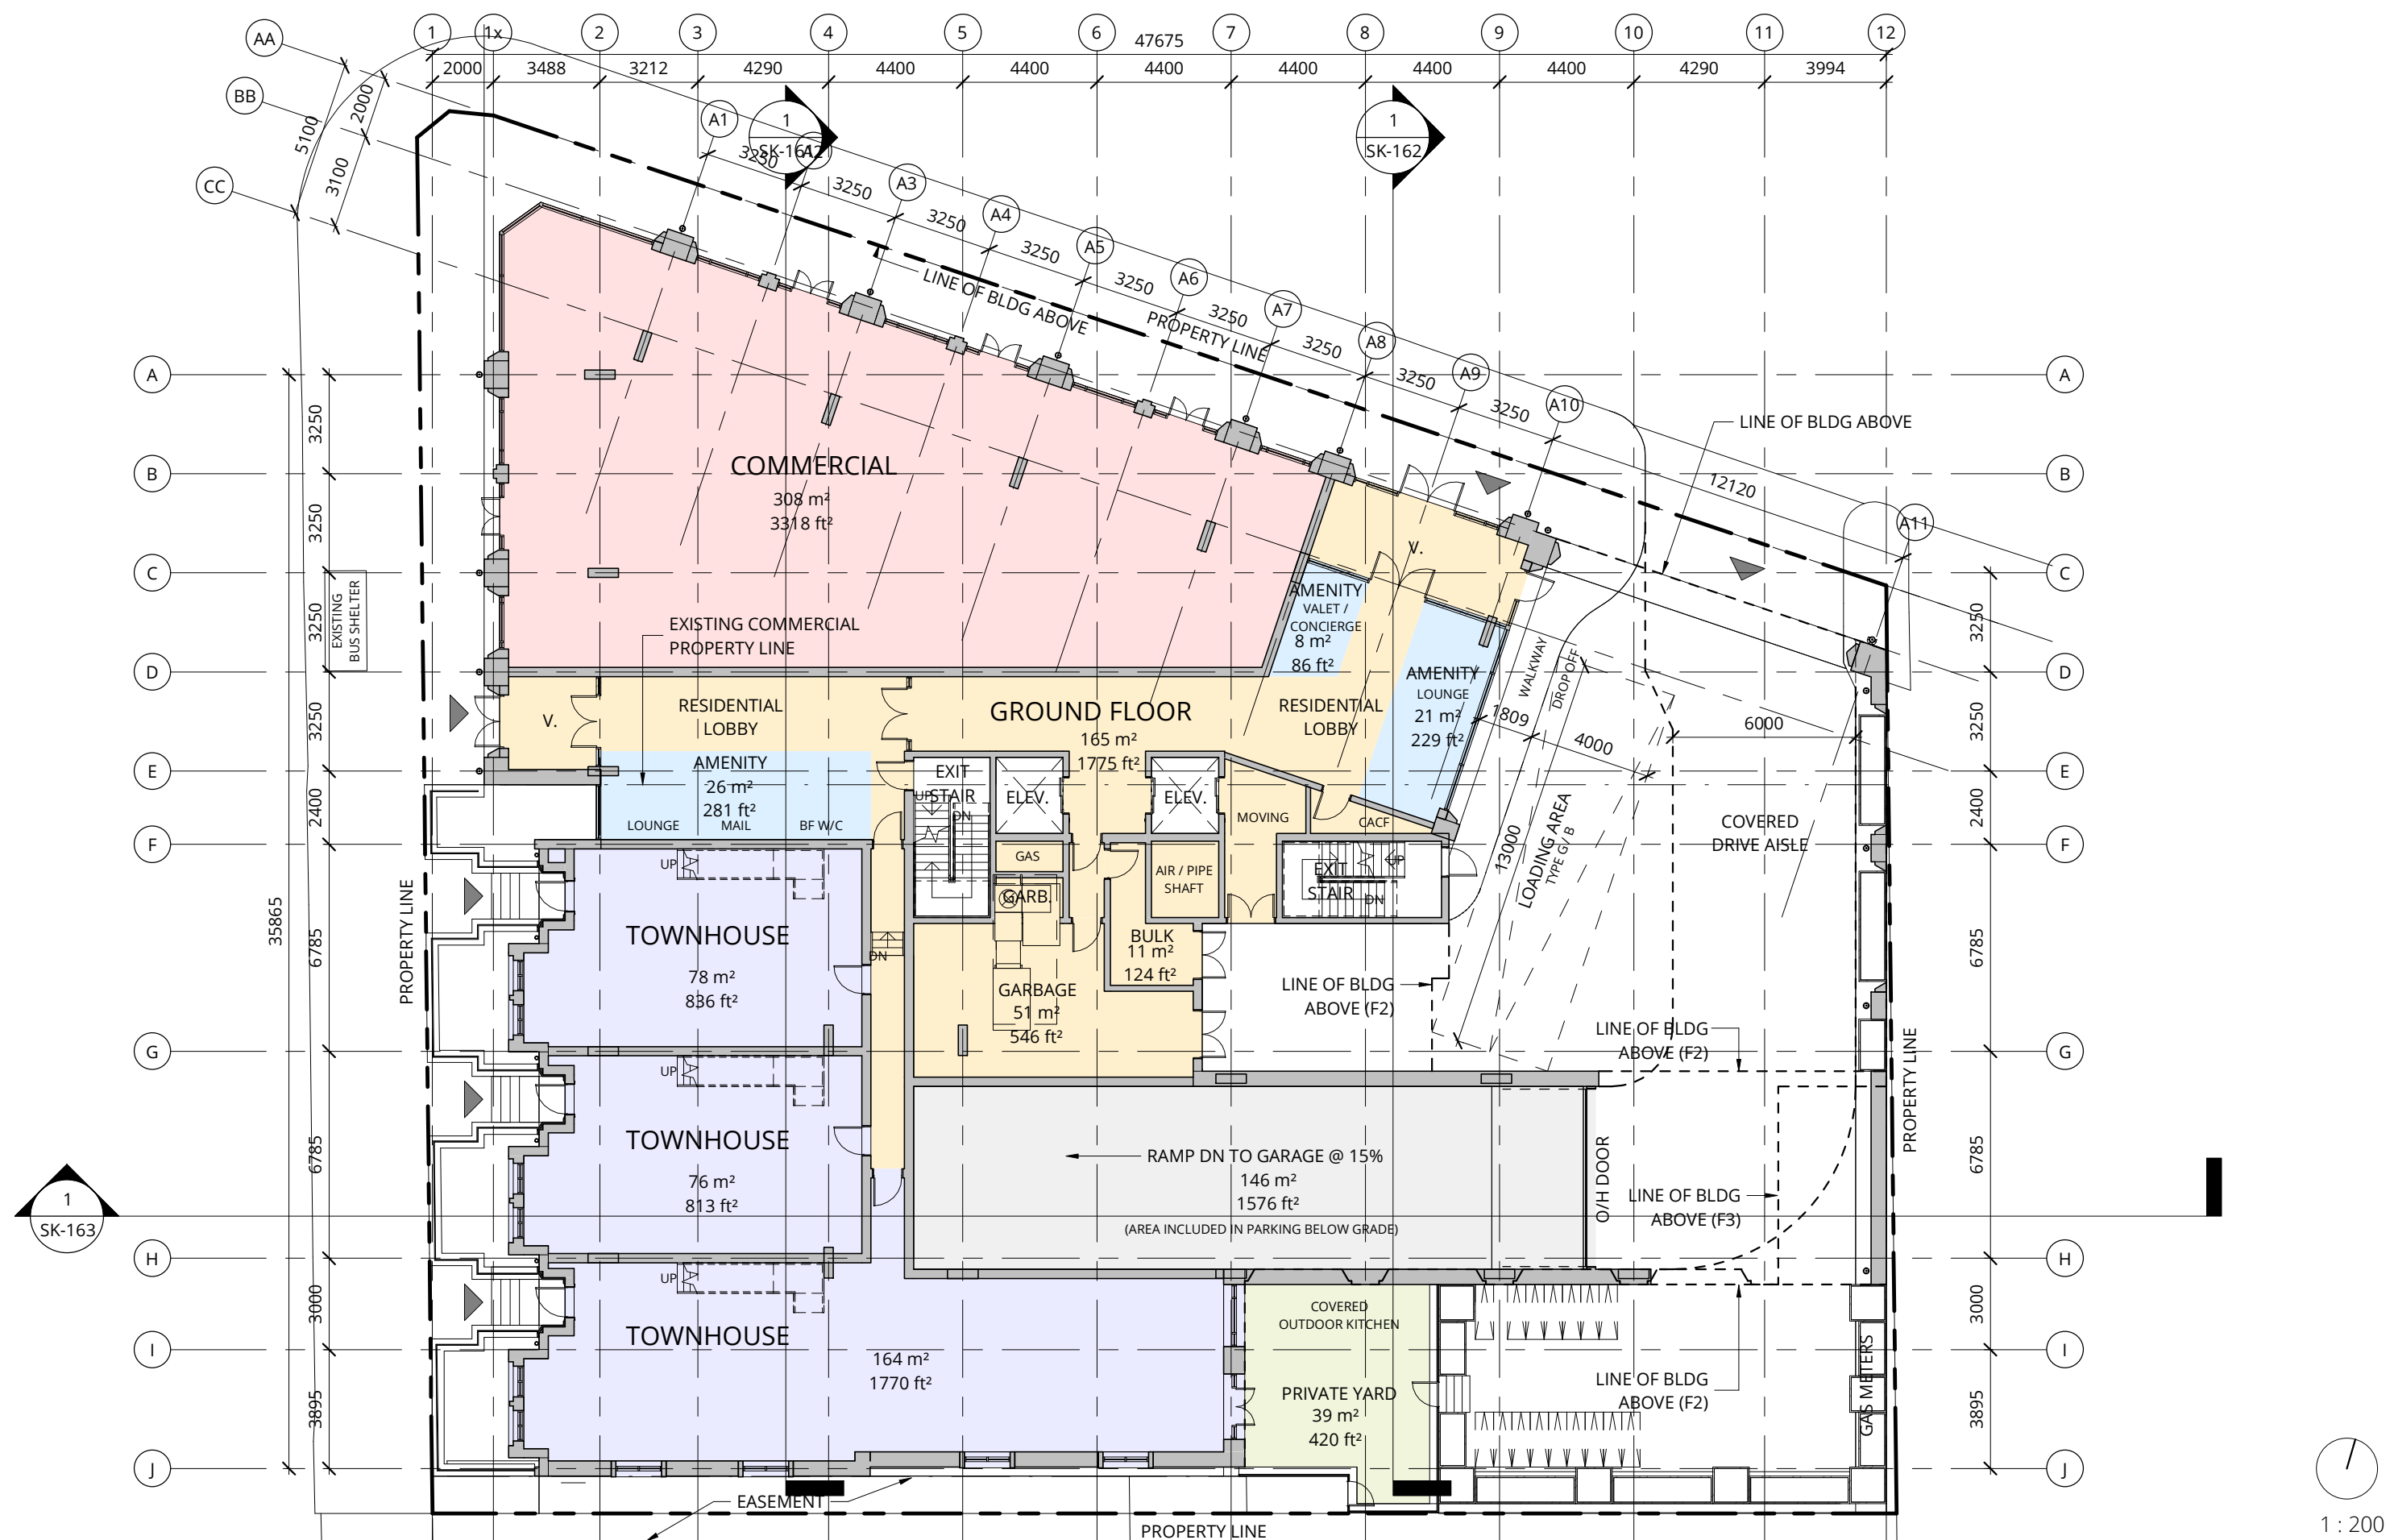 1
1x
2
3
4
5
6
7
8
9
10
11
12
47675
2000
3488
3212
4290
4400
4400
4400
4400
4400
4400
4290
3994
AA
BB
CC
5100
2000
3100
A1
A2
A3
A4
A5
A6
A7
A8
A9
A10
A11
1
SK-161
1
SK-162
3250
3250
3250
3250
3250
3250
3250
3250
3250
12120
LINE OF BLDG ABOVE
PROPERTY LINE
LINE OF BLDG ABOVE
A
B
C
D
E
F
G
H
I
J
A
B
C
D
E
F
G
H
I
J
35865
3250
3250
3250
3250
2400
6785
6785
3000
3895
3250
3250
2400
6785
6785
3000
3895
EXISTING
BUS SHELTER
COMMERCIAL
308 m²
3318 ft²
EXISTING COMMERCIAL
PROPERTY LINE
V.
AMENITY
VALET /
CONCIERGE
8 m²
86 ft²
AMENITY
LOUNGE
21 m²
229 ft²
WALKWAY
DROP OFF
1809
4000
6000
V.
RESIDENTIAL
LOBBY
GROUND FLOOR
165 m²
1775 ft²
RESIDENTIAL
LOBBY
AMENITY
26 m²
281 ft²
LOUNGE
MAIL
BF W/C
EXIT
STAIR
UP
DN
ELEV.
ELEV.
MOVING
CACF
GAS
GARB.
AIR / PIPE
SHAFT
EXIT
STAIR
UP
DN
13000
LOADING AREA
TYPE G/ B
COVERED
DRIVE AISLE
PROPERTY LINE
UP
TOWNHOUSE
78 m²
836 ft²
DN
BULK
11 m²
124 ft²
GARBAGE
51 m²
546 ft²
LINE OF BLDG
ABOVE (F2)
LINE OF BLDG
ABOVE (F2)
PROPERTY LINE
UP
TOWNHOUSE
76 m²
813 ft²
RAMP DN TO GARAGE @ 15%
146 m²
1576 ft²
(AREA INCLUDED IN PARKING BELOW GRADE)
O/H DOOR
LINE OF BLDG
ABOVE (F3)
1
SK-163
UP
TOWNHOUSE
164 m²
1770 ft²
COVERED
OUTDOOR KITCHEN
PRIVATE YARD
39 m²
420 ft²
LINE OF BLDG
ABOVE (F2)
GAS METERS
EASEMENT
PROPERTY LINE
1 : 200